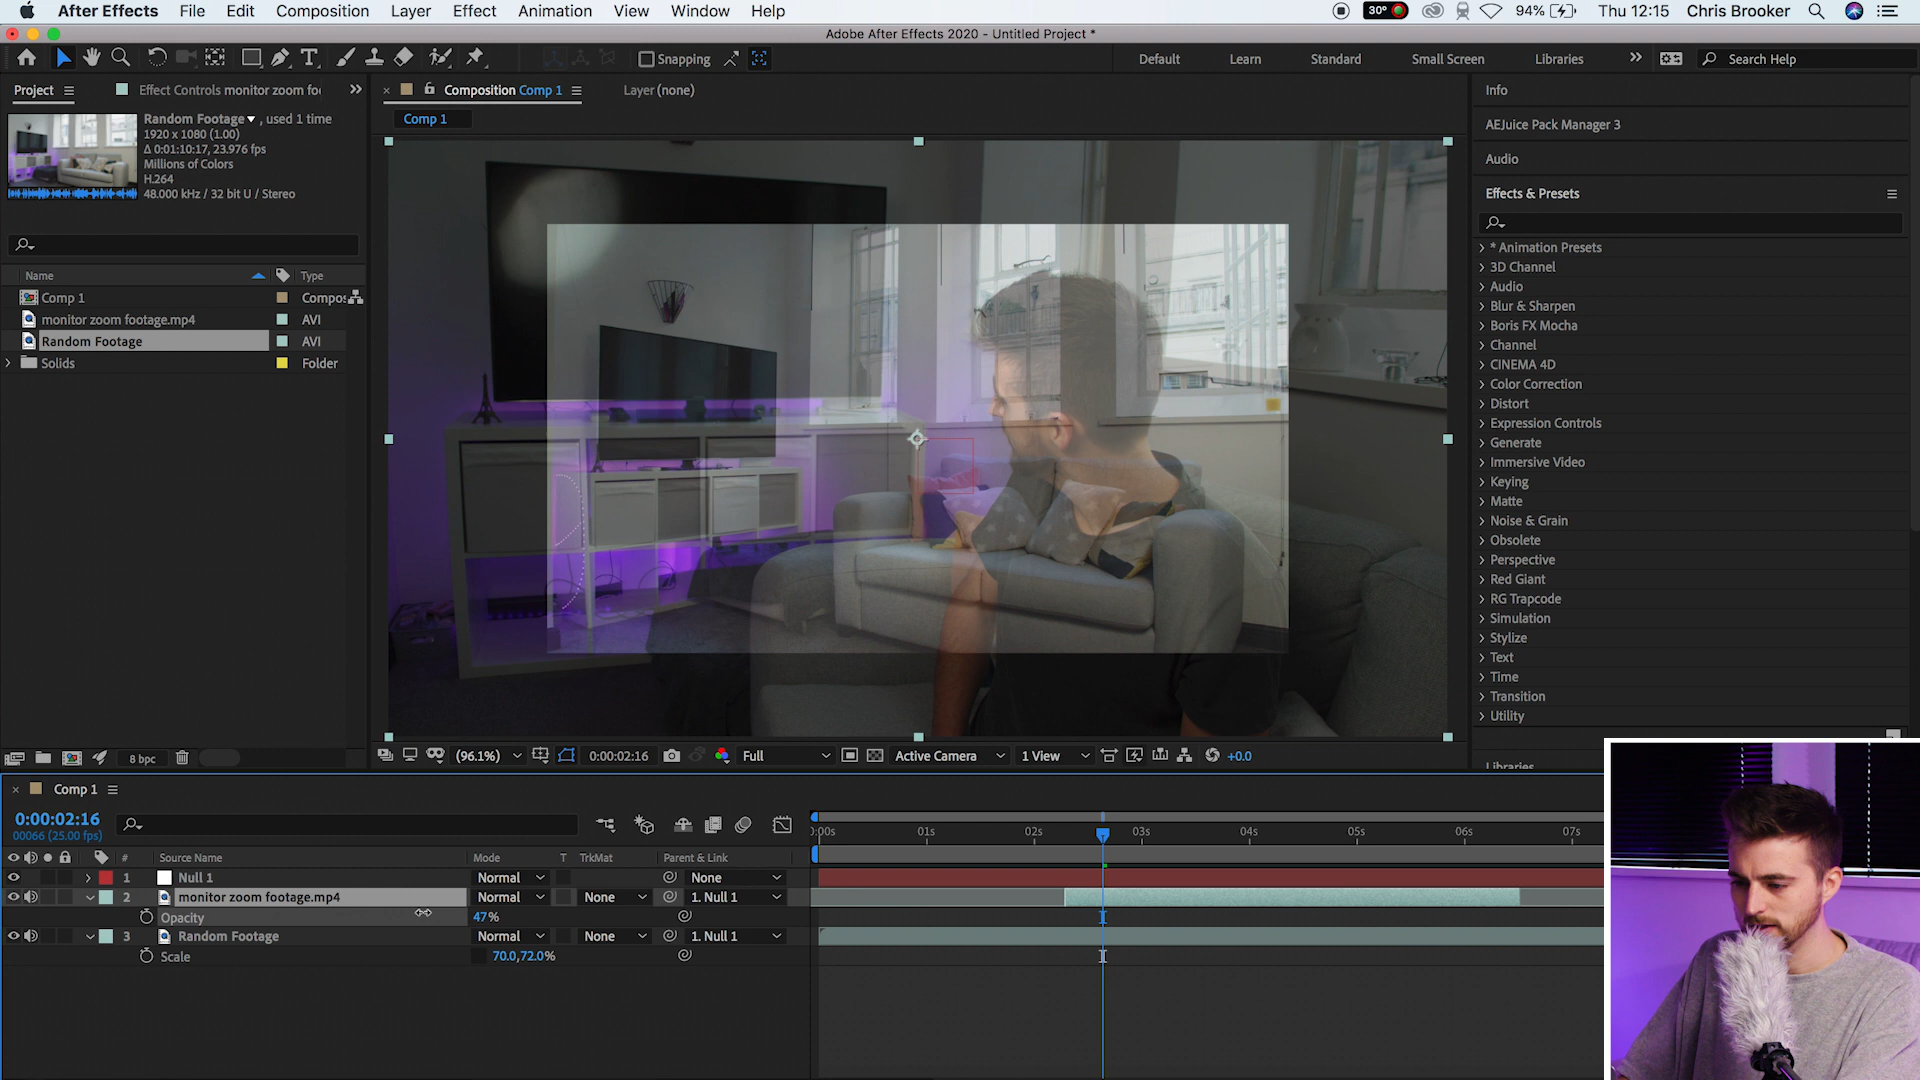 After Effects File Edit Composition Layer Effect Animation View Window Help 30° 94% Thu 12:15 Chris Brooker
Adobe After Effects 2020 - Untitled Project *
Snapping Default Learn Standard Small Screen Libraries Search Help
Project Effect Controls monitor zoom fo
Composition Comp 1 Layer (none)
Comp 1
Random Footage , used 1 time
1920 x 1080 (1.00)
Δ 0:01:10:17, 23.976 fps
Millions of Colors
H.264
48.000 kHz / 32 bit U / Stereo
Name Type
Comp 1 Compos
monitor zoom footage.mp4 AVI
Random Footage AVI
Solids Folder
8 bpc
(96.1%) 0:00:02:16 Full Active Camera 1 View +0.0
Info
AEJuice Pack Manager 3
Audio
Effects & Presets
* Animation Presets
3D Channel
Audio
Blur & Sharpen
Boris FX Mocha
Channel
CINEMA 4D
Color Correction
Distort
Expression Controls
Generate
Immersive Video
Keying
Matte
Noise & Grain
Obsolete
Perspective
Red Giant
RG Trapcode
Simulation
Stylize
Text
Time
Transition
Utility
Libraries
Comp 1
0:00:02:16
00066 (25.00 fps)
0:00s 01s 02s 03s 04s 05s 06s 07s
# Source Name Mode T TrkMat Parent & Link
1 Null 1 Normal None
2 monitor zoom footage.mp4 Normal None 1. Null 1
Opacity 47%
3 Random Footage Normal None 1. Null 1
Scale 70.0,72.0%